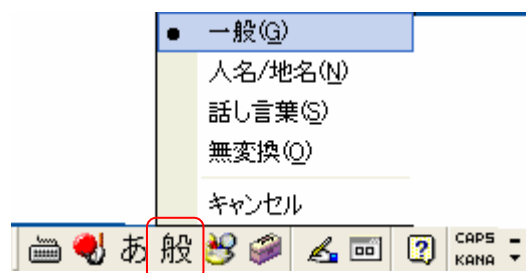 一般(G)
人名/地名(N)
話し言葉(S)
無変換(O)
キャンセル
あ 般 ? CAPS
KANA